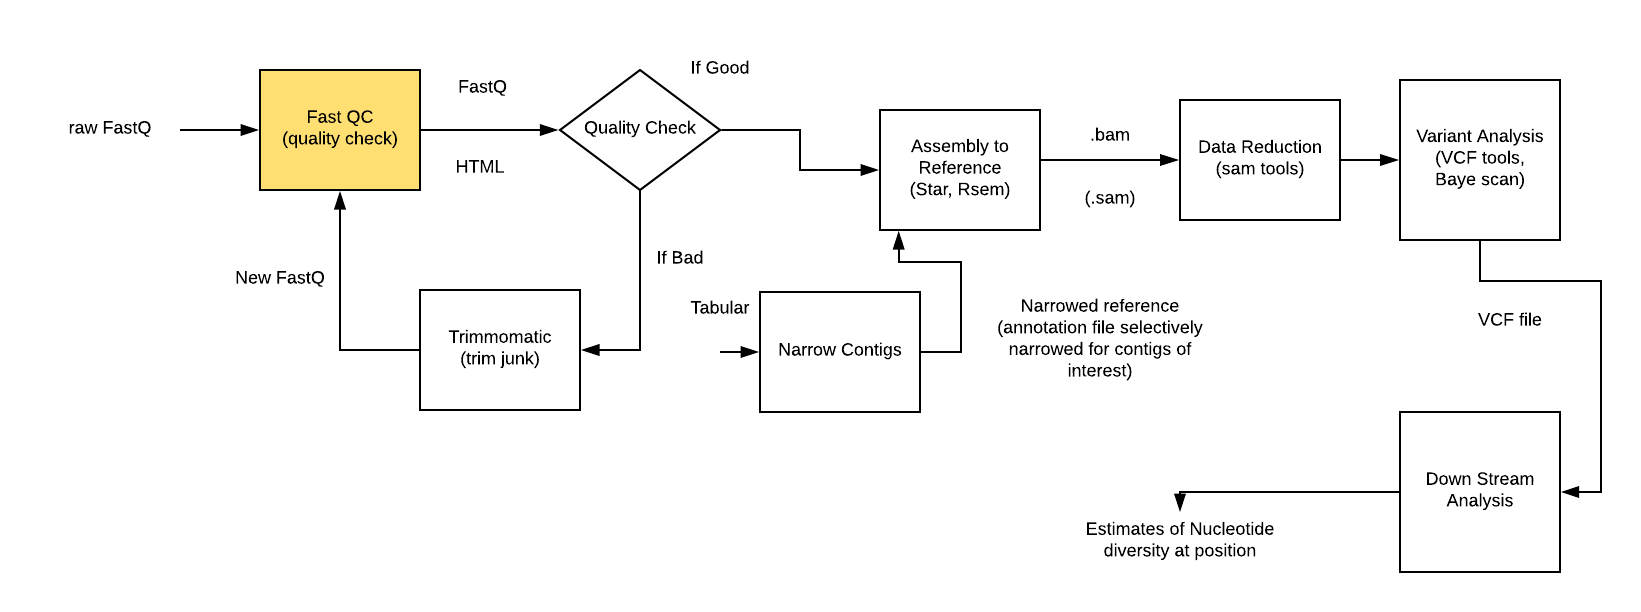 raw FastQ
Fast QC
(quality check)
FastQ
HTML
Quality Check
If Good
If Bad
New FastQ
Trimmomatic
(trim junk)
Tabular
Narrow Contigs
Narrowed reference
(annotation file selectively
narrowed for contigs of
interest)
Assembly to
Reference
(Star, Rsem)
.bam
(.sam)
Data Reduction
(sam tools)
Variant Analysis
(VCF tools,
Baye scan)
VCF file
Down Stream
Analysis
Estimates of Nucleotide
diversity at position